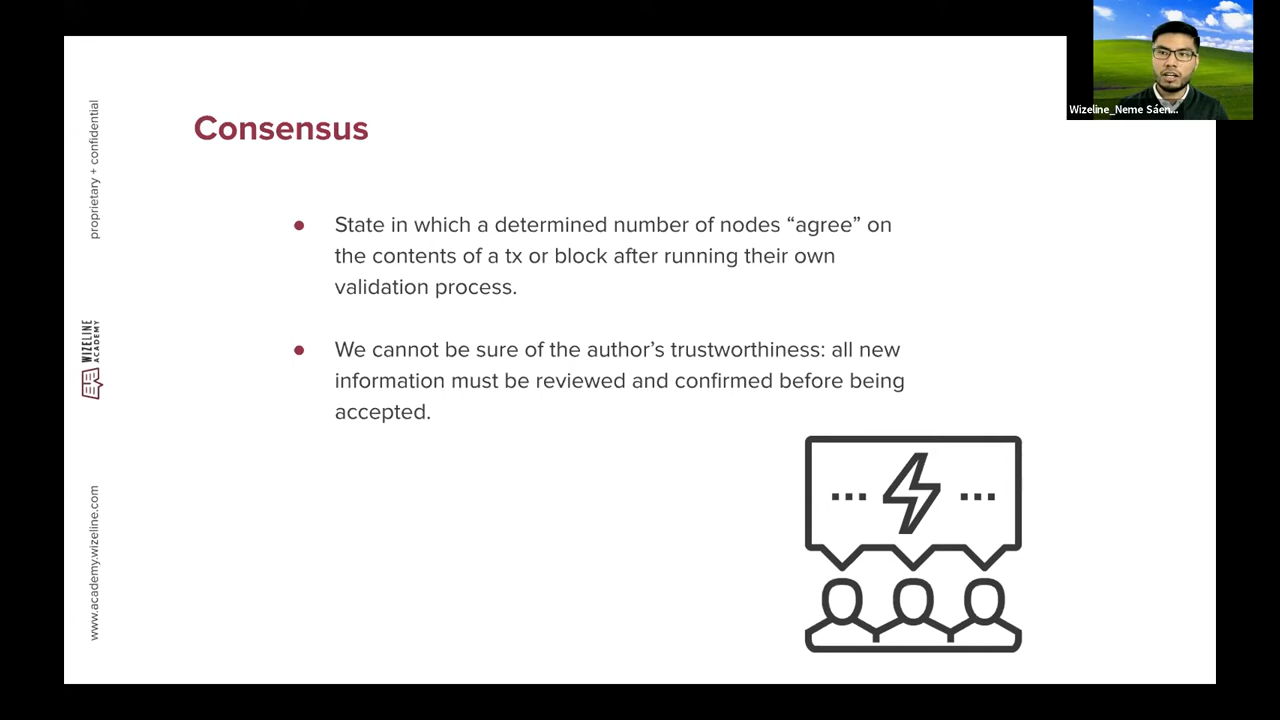 Wizeline_Neme Sáen...
Consensus
● State in which a determined number of nodes “agree” on
the contents of a tx or block after running their own
validation process.
● We cannot be sure of the author’s trustworthiness: all new
information must be reviewed and confirmed before being
accepted.
proprietary + confidential
WIZELINE
ACADEMY
www.academy.wizeline.com